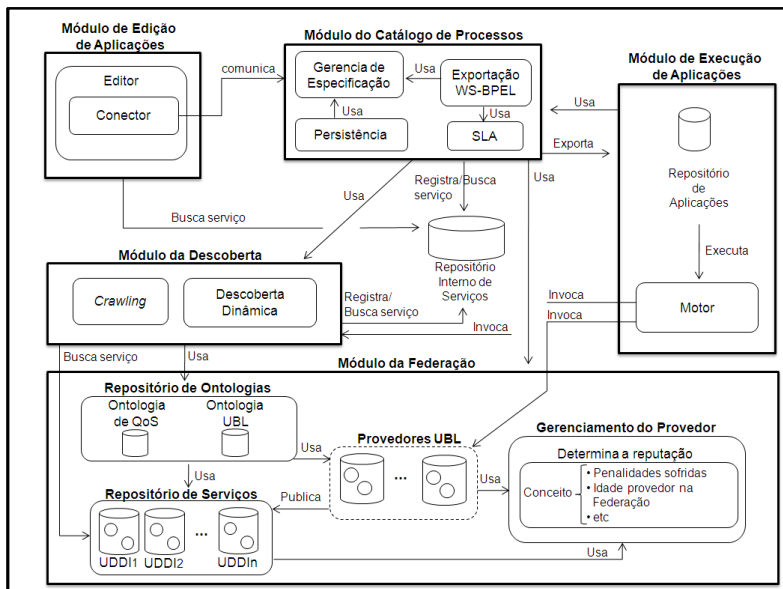 Módulo de Edição
de Aplicações
Editor
Conector
comunica
Módulo do Catálogo de Processos
Gerencia de
Especificação
Usa
Exportação
WS-BPEL
Usa
Usa
Persistência
SLA
Módulo de Execução
de Aplicações
Usa
Exporta
Repositório
de
Aplicações
Executa
Motor
Invoca
Invoca
Usa
Registra/Busca
serviço
Usa
Busca serviço
Repositório
Interno de
Serviços
Módulo da Descoberta
Crawling
Descoberta
Dinâmica
Registra/
Busca serviço
Invoca
Busca serviço
Usa
Módulo da Federação
Repositório de Ontologias
Ontologia
de QoS
Ontologia
UBL
Usa
Usa
Provedores UBL
...
Publica
Usa
Gerenciamento do Provedor
Determina a reputação
Conceito
• Penalidades sofridas
• Idade provedor na
Federação
• etc
Repositório de Serviços
...
UDDI1 UDDI2 UDDIn
Usa